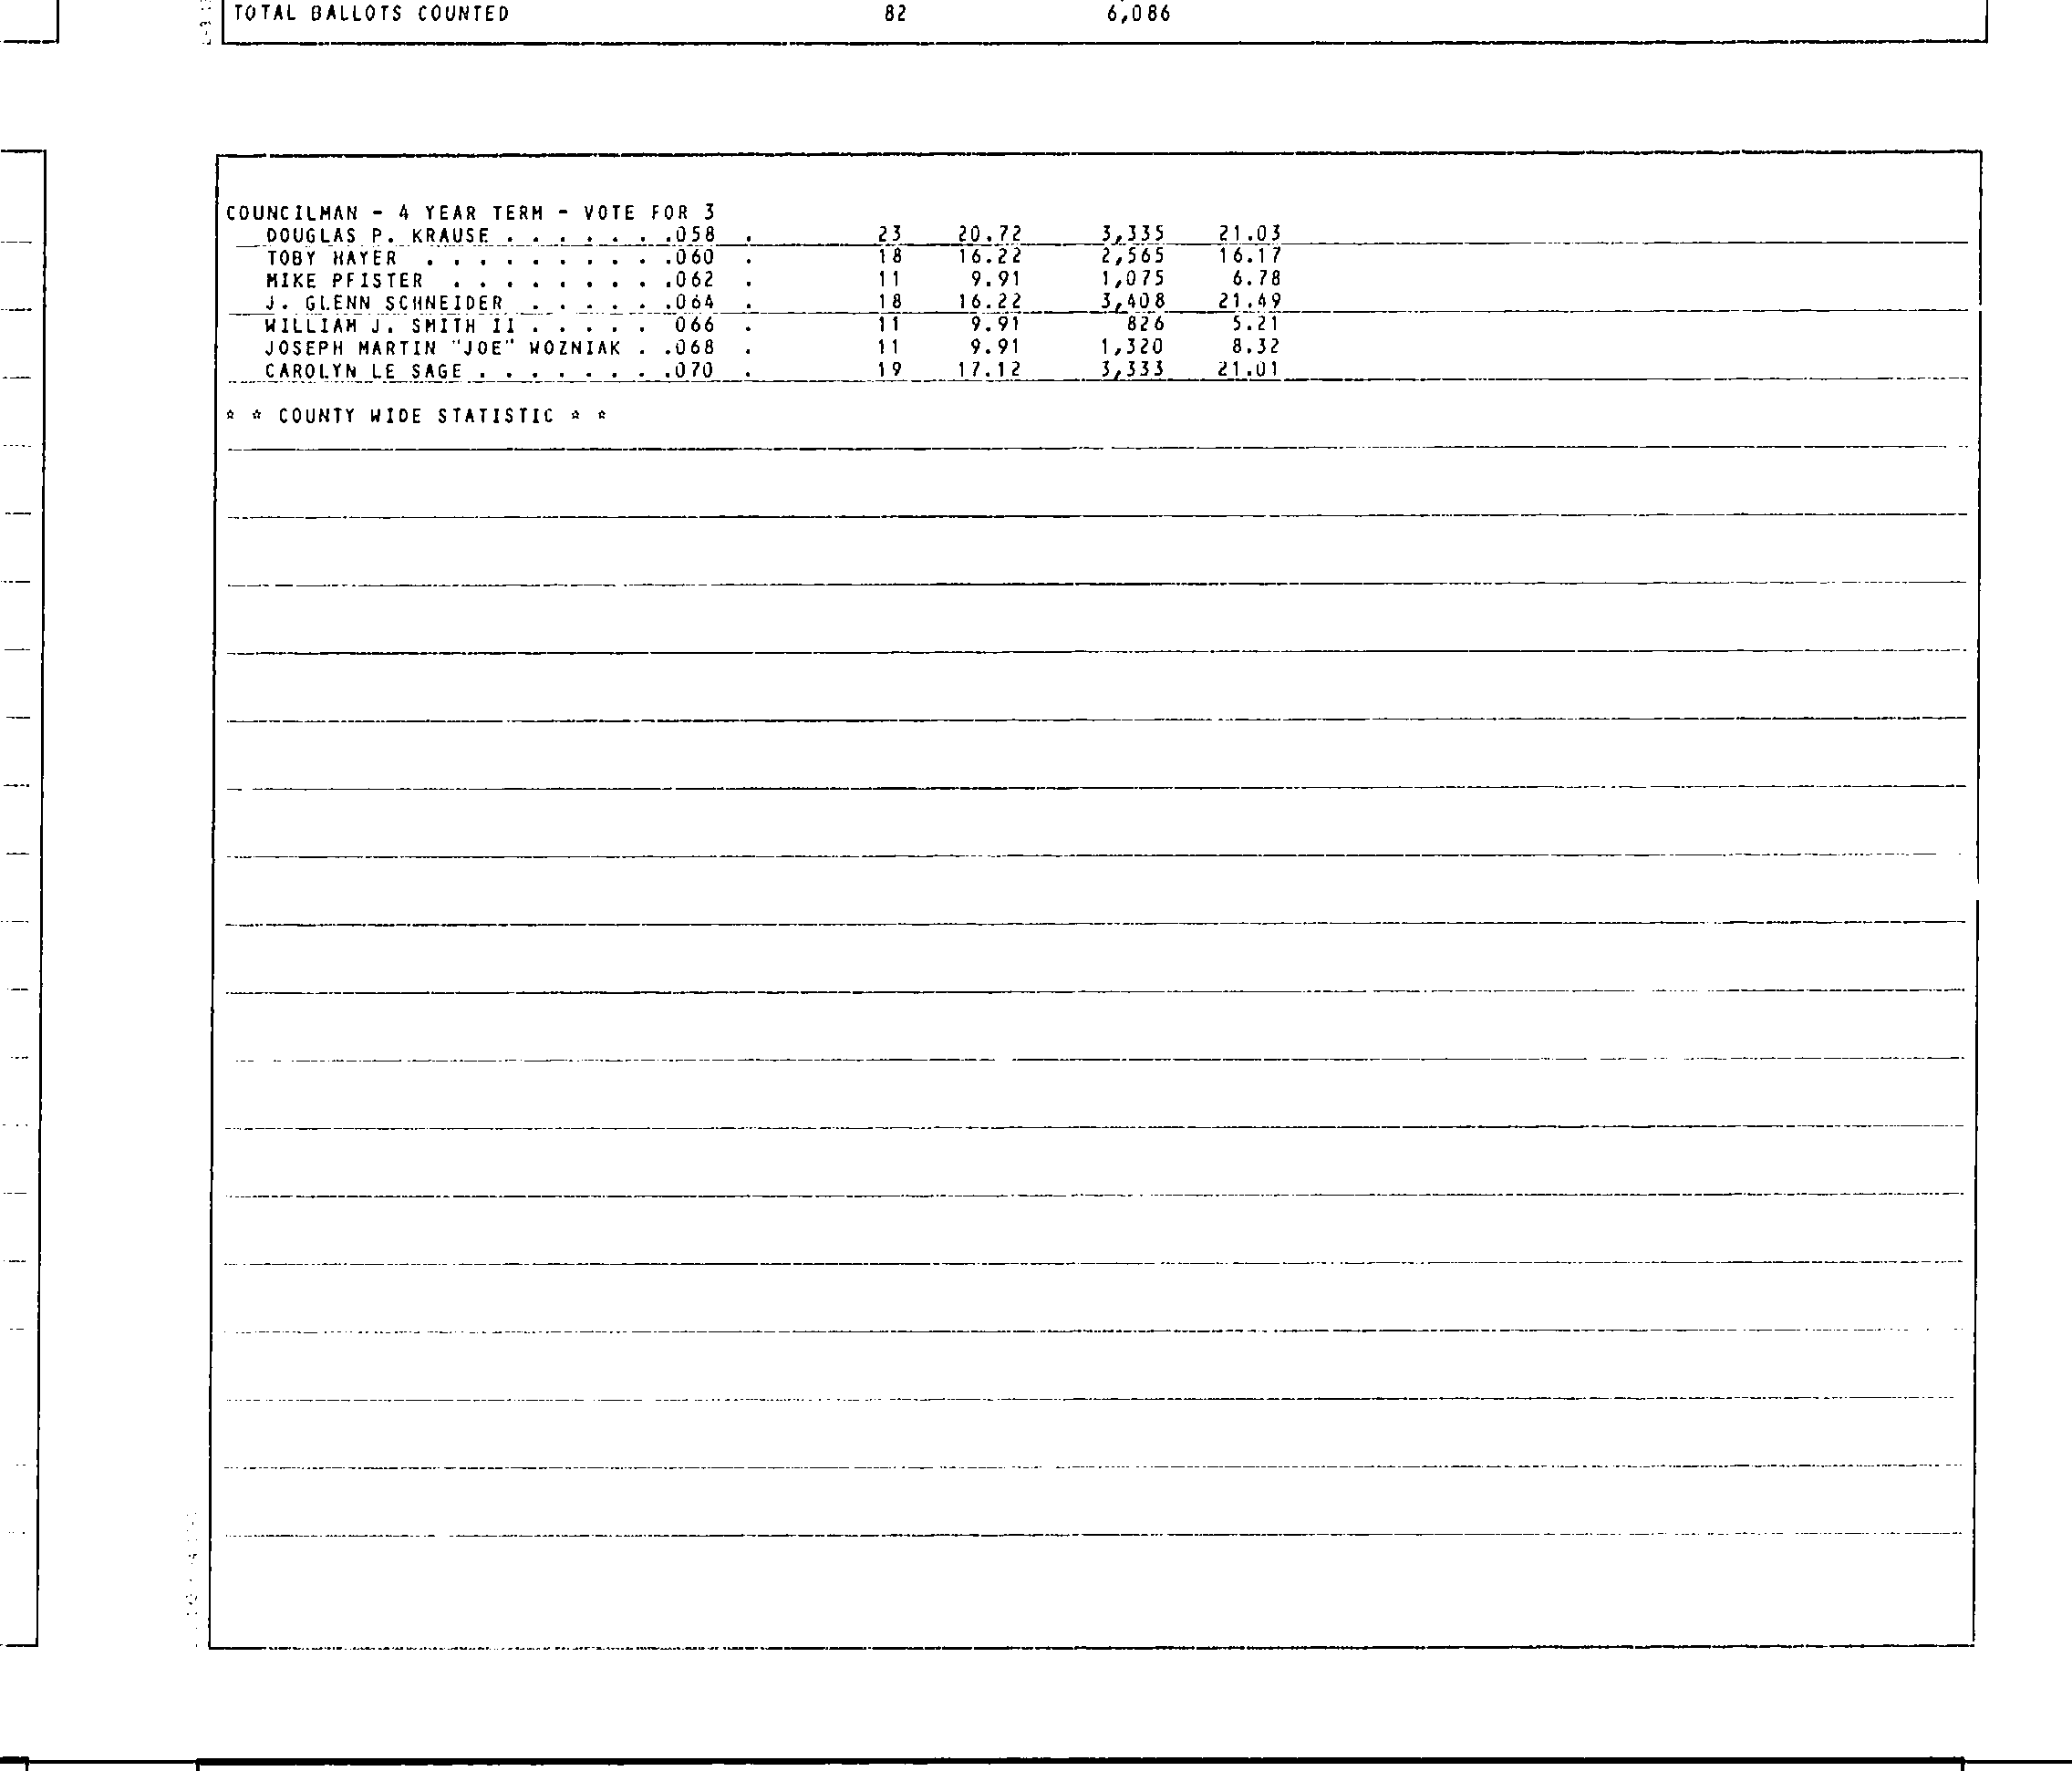 TOTAL BALLOTS COUNTED 82 6,086
COUNCILMAN - 4 YEAR TERM - VOTE FOR 3
DOUGLAS P. KRAUSE . . . . . . .058 . 23 20.72 3,335 21.03
TOBY HAYER . . . . . . . . . .060 . 18 16.22 2,565 16.17
MIKE PFISTER . . . . . . . . .062 . 11 9.91 1,075 6.78
J. GLENN SCHNEIDER . . . . . .064 . 18 16.22 3,408 21.49
WILLIAM J. SMITH II . . . . . 066 . 11 9.91 826 5.21
JOSEPH MARTIN "JOE" WOZNIAK . .068 . 11 9.91 1,320 8.32
CAROLYN LE SAGE . . . . . . . .070 . 19 17.12 3,333 21.01
* * COUNTY WIDE STATISTIC * *